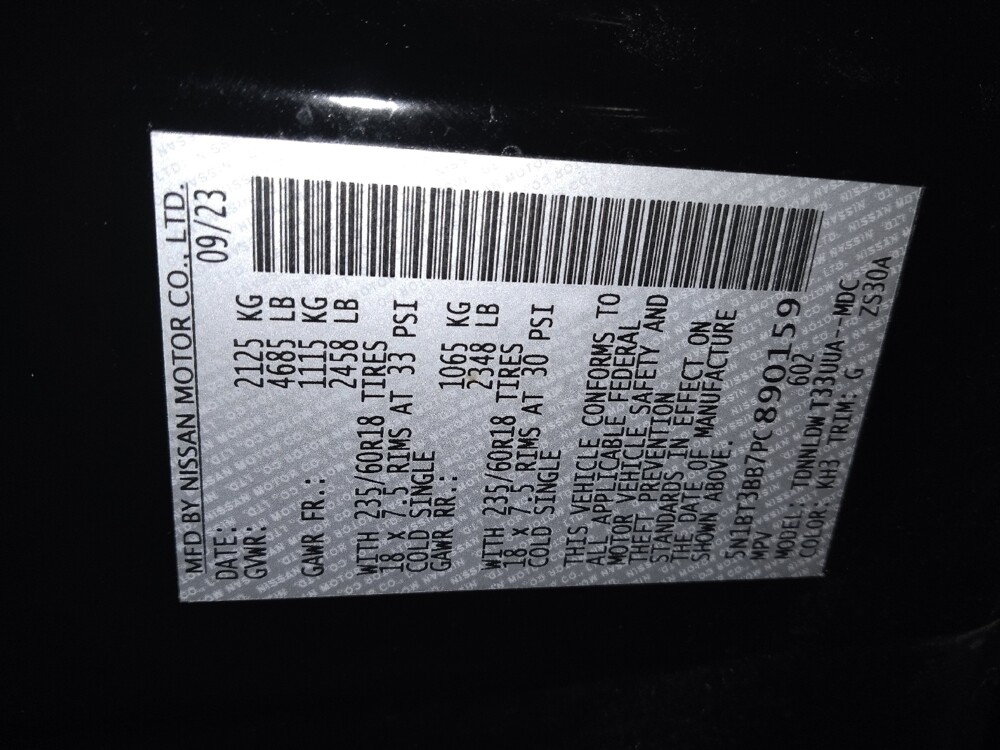 MFD BY NISSAN MOTOR CO., LTD.
DATE: 09/23
GVWR: 2125 KG
4685 LB
GAWR FR.: 1115 KG
2458 LB
WITH 235/60R18 TIRES
18 X 7.5 RIMS AT 33 PSI
COLD SINGLE
GAWR RR.: 1065 KG
2348 LB
WITH 235/60R18 TIRES
18 X 7.5 RIMS AT 30 PSI
COLD SINGLE
THIS VEHICLE CONFORMS TO
ALL APPLICABLE FEDERAL
MOTOR VEHICLE SAFETY AND
THEFT PREVENTION
STANDARDS IN EFFECT ON
THE DATE OF MANUFACTURE
SHOWN ABOVE.
5N1BT3BB7PC890159
MPV 602
MODEL: TDNNLDWT33UUA--MDC
COLOR: KH3 TRIM: G ZS30A